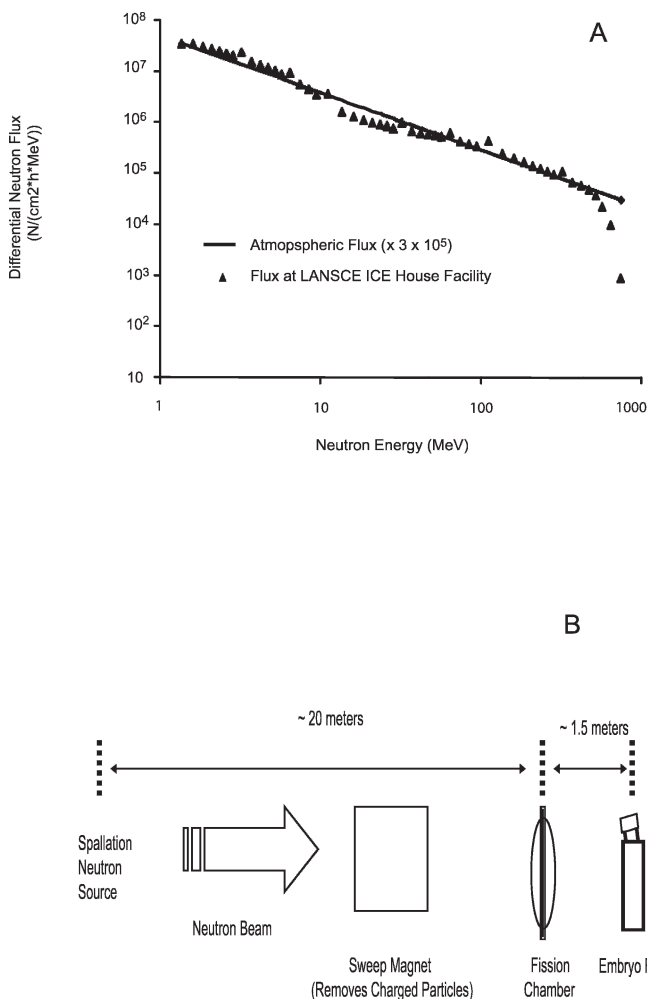 A
Differential Neutron Flux
(N/(cm2*h*MeV))
10⁸
10⁷
10⁶
10⁵
10⁴
10³
10²
10
Atmopspheric Flux (x 3 x 10⁵)
Flux at LANSCE ICE House Facility
1 10 100 1000
Neutron Energy (MeV)
B
~ 20 meters
~ 1.5 meters
Spallation
Neutron
Source
Neutron Beam
Sweep Magnet
(Removes Charged Particles)
Fission
Chamber
Embryo